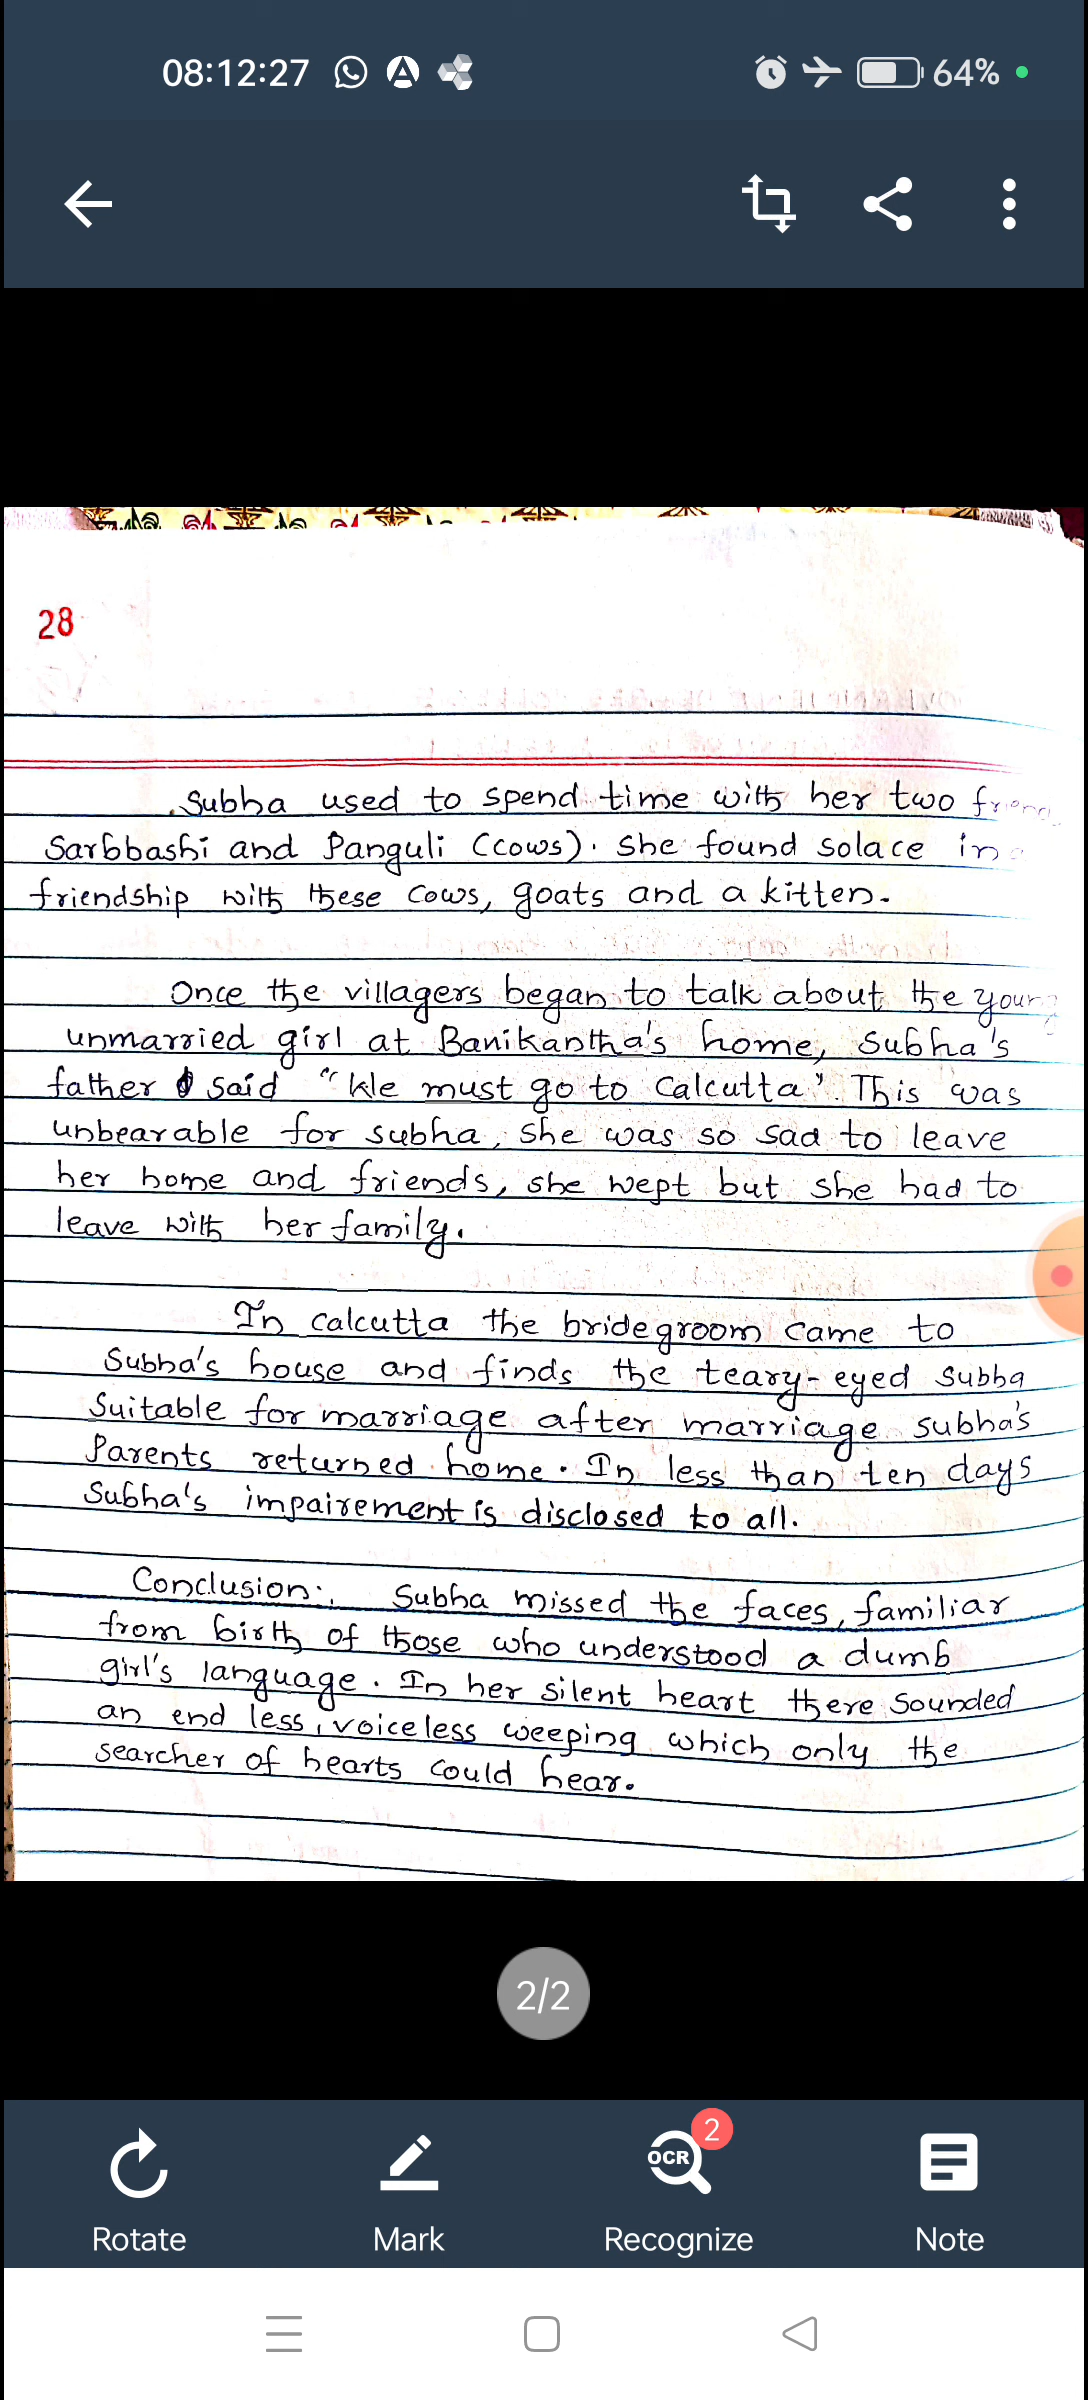 08:12:27
64%
28
Subha used to spend time with her two
Sarbbashi and Panguli (cows). She found solace in
friendship with these cows, goats and a kitten.
Once the villagers began to talk about the
unmarried girl at Banikantha's home, Subha's
father said "We must go to Calcutta". This was
unbearable for subha, she was so sad to leave
her home and friends, she wept but she had to
leave with her family.
In calcutta the bridegroom came to
Subha's house and finds the teary-eyed Subha
Suitable for marriage after marriage subha's
Parents returned home. In less than ten days
Subha's impairement is disclosed to all.
Conclusion:. Subha missed the faces, familiar
from birth of those who understood a dumb
girl's language. In her silent heart there sounded
an end less, voiceless weeping which only the
searcher of hearts could hear.
2/2
2
OCR
Rotate Mark Recognize Note